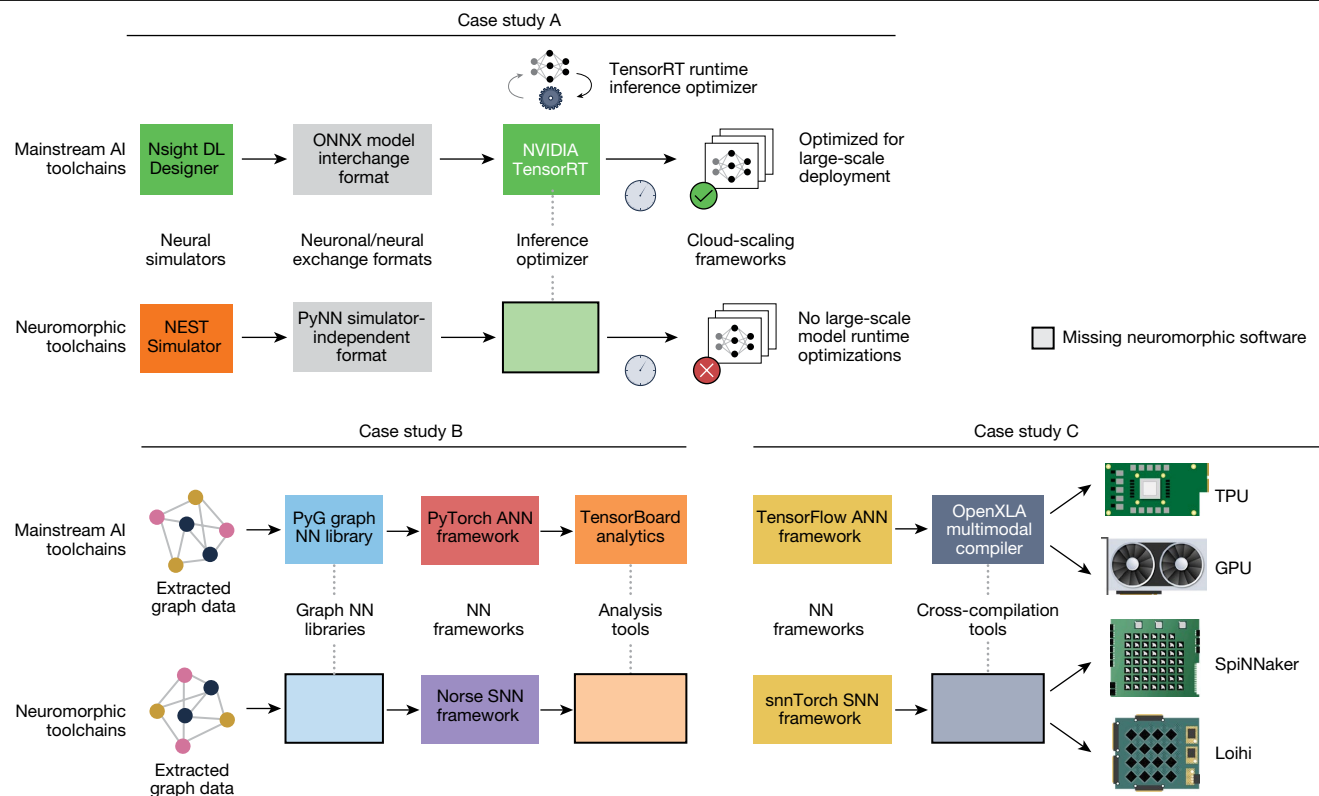 Case study A
TensorRT runtime
inference optimizer
Mainstream AI
toolchains
Nsight DL
Designer
ONNX model
interchange
format
NVIDIA
TensorRT
Optimized for
large-scale
deployment
Neural
simulators
Neuronal/neural
exchange formats
Inference
optimizer
Cloud-scaling
frameworks
Neuromorphic
toolchains
NEST
Simulator
PyNN simulator-
independent
format
No large-scale
model runtime
optimizations
Missing neuromorphic software
Case study B
Mainstream AI
toolchains
Extracted
graph data
PyG graph
NN library
PyTorch ANN
framework
TensorBoard
analytics
Graph NN
libraries
NN
frameworks
Analysis
tools
Neuromorphic
toolchains
Extracted
graph data
Norse SNN
framework
Case study C
TensorFlow ANN
framework
OpenXLA
multimodal
compiler
TPU
GPU
NN
frameworks
Cross-compilation
tools
snnTorch SNN
framework
SpiNNaker
Loihi